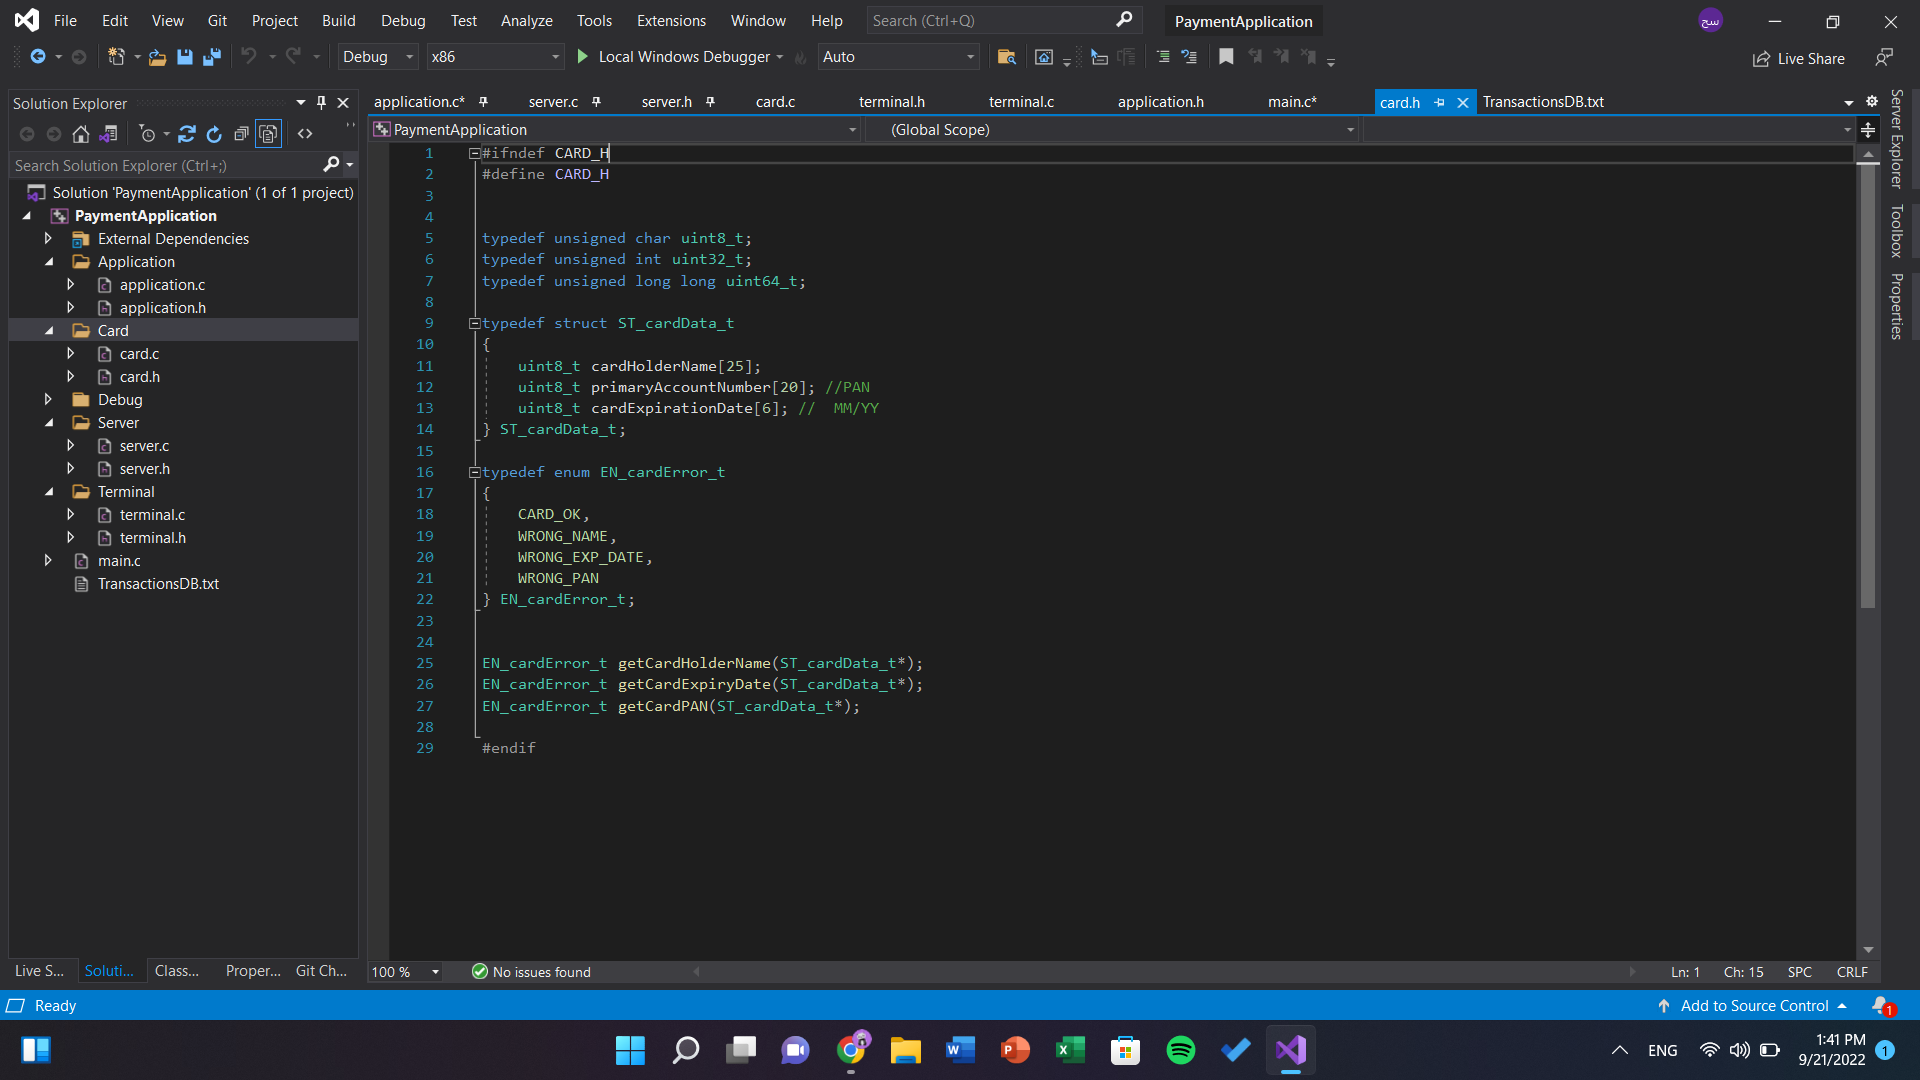 File Edit View Git Project Build Debug Test Analyze Tools Extensions Window Help Search (Ctrl+Q) PaymentApplication سح
Debug x86 Local Windows Debugger Auto Live Share
Solution Explorer
Search Solution Explorer (Ctrl+;)
Solution 'PaymentApplication' (1 of 1 project)
PaymentApplication
External Dependencies
Application
application.c
application.h
Card
card.c
card.h
Debug
Server
server.c
server.h
Terminal
terminal.c
terminal.h
main.c
TransactionsDB.txt
Live S... Soluti... Class... Proper... Git Ch...
application.c* server.c server.h card.c terminal.h terminal.c application.h main.c* card.h TransactionsDB.txt
PaymentApplication (Global Scope)
1 #ifndef CARD_H
2 #define CARD_H
3
4
5 typedef unsigned char uint8_t;
6 typedef unsigned int uint32_t;
7 typedef unsigned long long uint64_t;
8
9 typedef struct ST_cardData_t
10 {
11 uint8_t cardHolderName[25];
12 uint8_t primaryAccountNumber[20]; //PAN
13 uint8_t cardExpirationDate[6]; // MM/YY
14 } ST_cardData_t;
15
16 typedef enum EN_cardError_t
17 {
18 CARD_OK,
19 WRONG_NAME,
20 WRONG_EXP_DATE,
21 WRONG_PAN
22 } EN_cardError_t;
23
24
25 EN_cardError_t getCardHolderName(ST_cardData_t*);
26 EN_cardError_t getCardExpiryDate(ST_cardData_t*);
27 EN_cardError_t getCardPAN(ST_cardData_t*);
28
29 #endif
Server Explorer
Toolbox
Properties
100 % No issues found Ln: 1 Ch: 15 SPC CRLF
Ready Add to Source Control 1
ENG 1:41 PM
9/21/2022 1